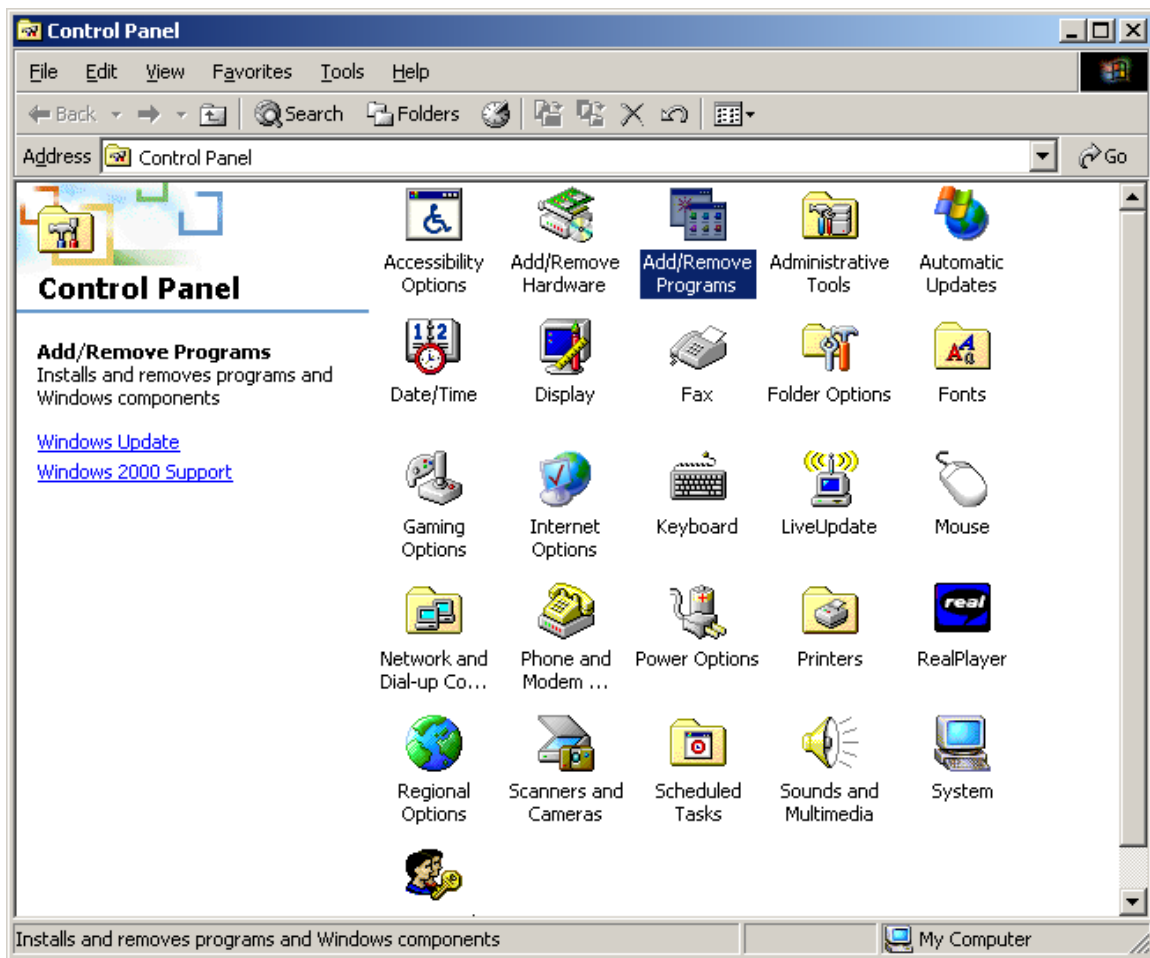 Control Panel
File Edit View Favorites Tools Help
Back Search Folders
Address Control Panel Go
Control Panel
Add/Remove Programs
Installs and removes programs and
Windows components
Windows Update
Windows 2000 Support
Accessibility
Options
Add/Remove
Hardware
Add/Remove
Programs
Administrative
Tools
Automatic
Updates
12
Date/Time
Display
Fax
Folder Options
Fonts
Gaming
Options
Internet
Options
Keyboard
LiveUpdate
Mouse
Network and
Dial-up Co...
Phone and
Modem ...
Power Options
Printers
real
RealPlayer
Regional
Options
Scanners and
Cameras
Scheduled
Tasks
Sounds and
Multimedia
System
Installs and removes programs and Windows components
My Computer